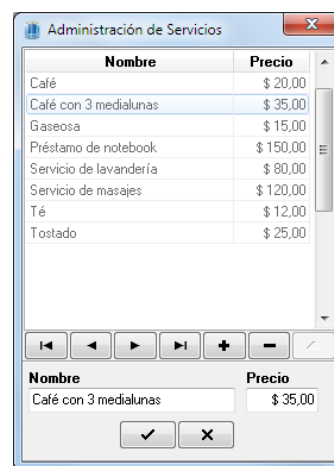 Administración de Servicios
Nombre Precio
Café $ 20,00
Café con 3 medialunas $ 35,00
Gaseosa $ 15,00
Préstamo de notebook $ 150,00
Servicio de lavandería $ 80,00
Servicio de masajes $ 120,00
Té $ 12,00
Tostado $ 25,00
Nombre Precio
Café con 3 medialunas $ 35,00